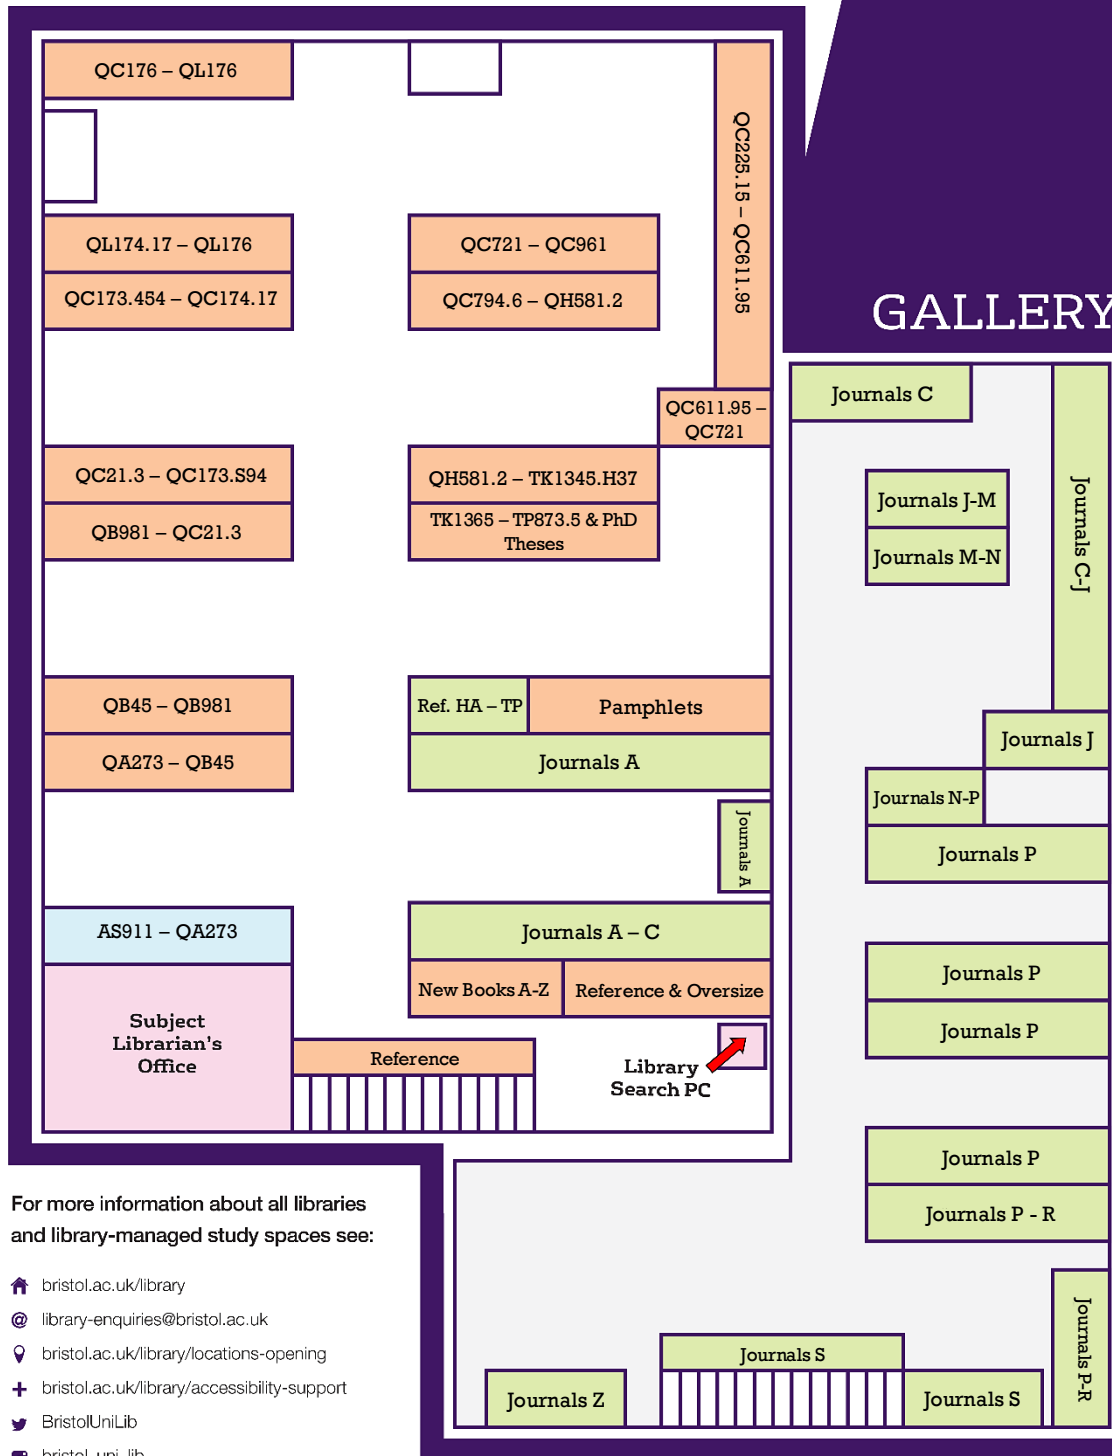 QC176 – QL176
QC225.15 – QC611.95
QL174.17 – QL176
QC721 – QC961
QC173.454 – QC174.17
QC794.6 – QH581.2
GALLERY
Journals C
QC611.95 –
QC721
QC21.3 – QC173.S94
QH581.2 – TK1345.H37
Journals J-M
Journals C-J
QB981 – QC21.3
TK1365 – TP873.5 & PhD
Theses
Journals M-N
QB45 – QB981
Ref. HA – TP
Pamphlets
Journals J
QA273 – QB45
Journals A
Journals N-P
Journals A
Journals P
AS911 – QA273
Journals A – C
Journals P
New Books A-Z
Reference & Oversize
Journals P
Subject
Librarian's
Office
Reference
Library
Search PC
Journals P
Journals P - R
For more information about all libraries
and library-managed study spaces see:
bristol.ac.uk/library
@ library-enquiries@bristol.ac.uk
bristol.ac.uk/library/locations-opening
bristol.ac.uk/library/accessibility-support
BristolUniLib
bristol_uni_lib
Journals S
Journals P-R
Journals Z
Journals S